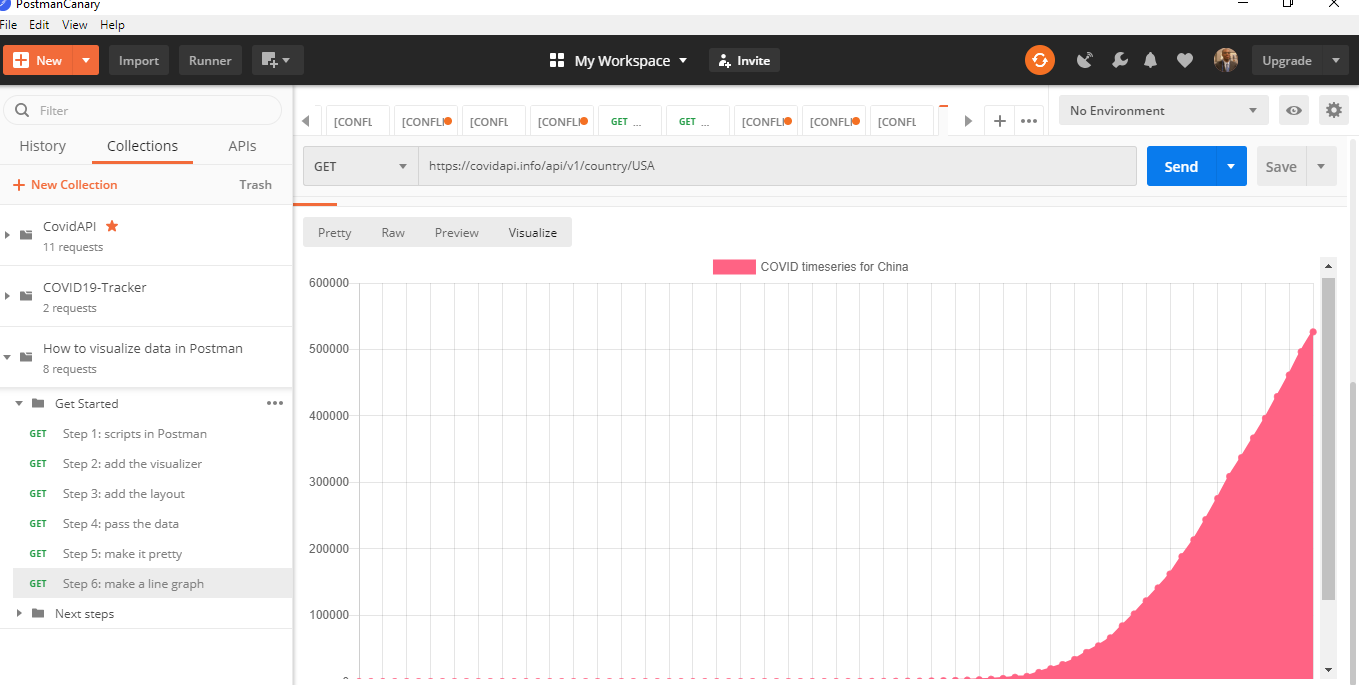 PostmanCanary
File Edit View Help
New Import Runner My Workspace Invite Upgrade
Filter
History Collections APIs
New Collection Trash
CovidAPI
11 requests
COVID19-Tracker
2 requests
How to visualize data in Postman
8 requests
Get Started
GET Step 1: scripts in Postman
GET Step 2: add the visualizer
GET Step 3: add the layout
GET Step 4: pass the data
GET Step 5: make it pretty
GET Step 6: make a line graph
Next steps
[CONFL [CONFLI [CONFL [CONFLI GET ... GET ... [CONFLI [CONFLI [CONFL
No Environment
GET https://covidapi.info/api/v1/country/USA Send Save
Pretty Raw Preview Visualize
COVID timeseries for China
600000
500000
400000
300000
200000
100000